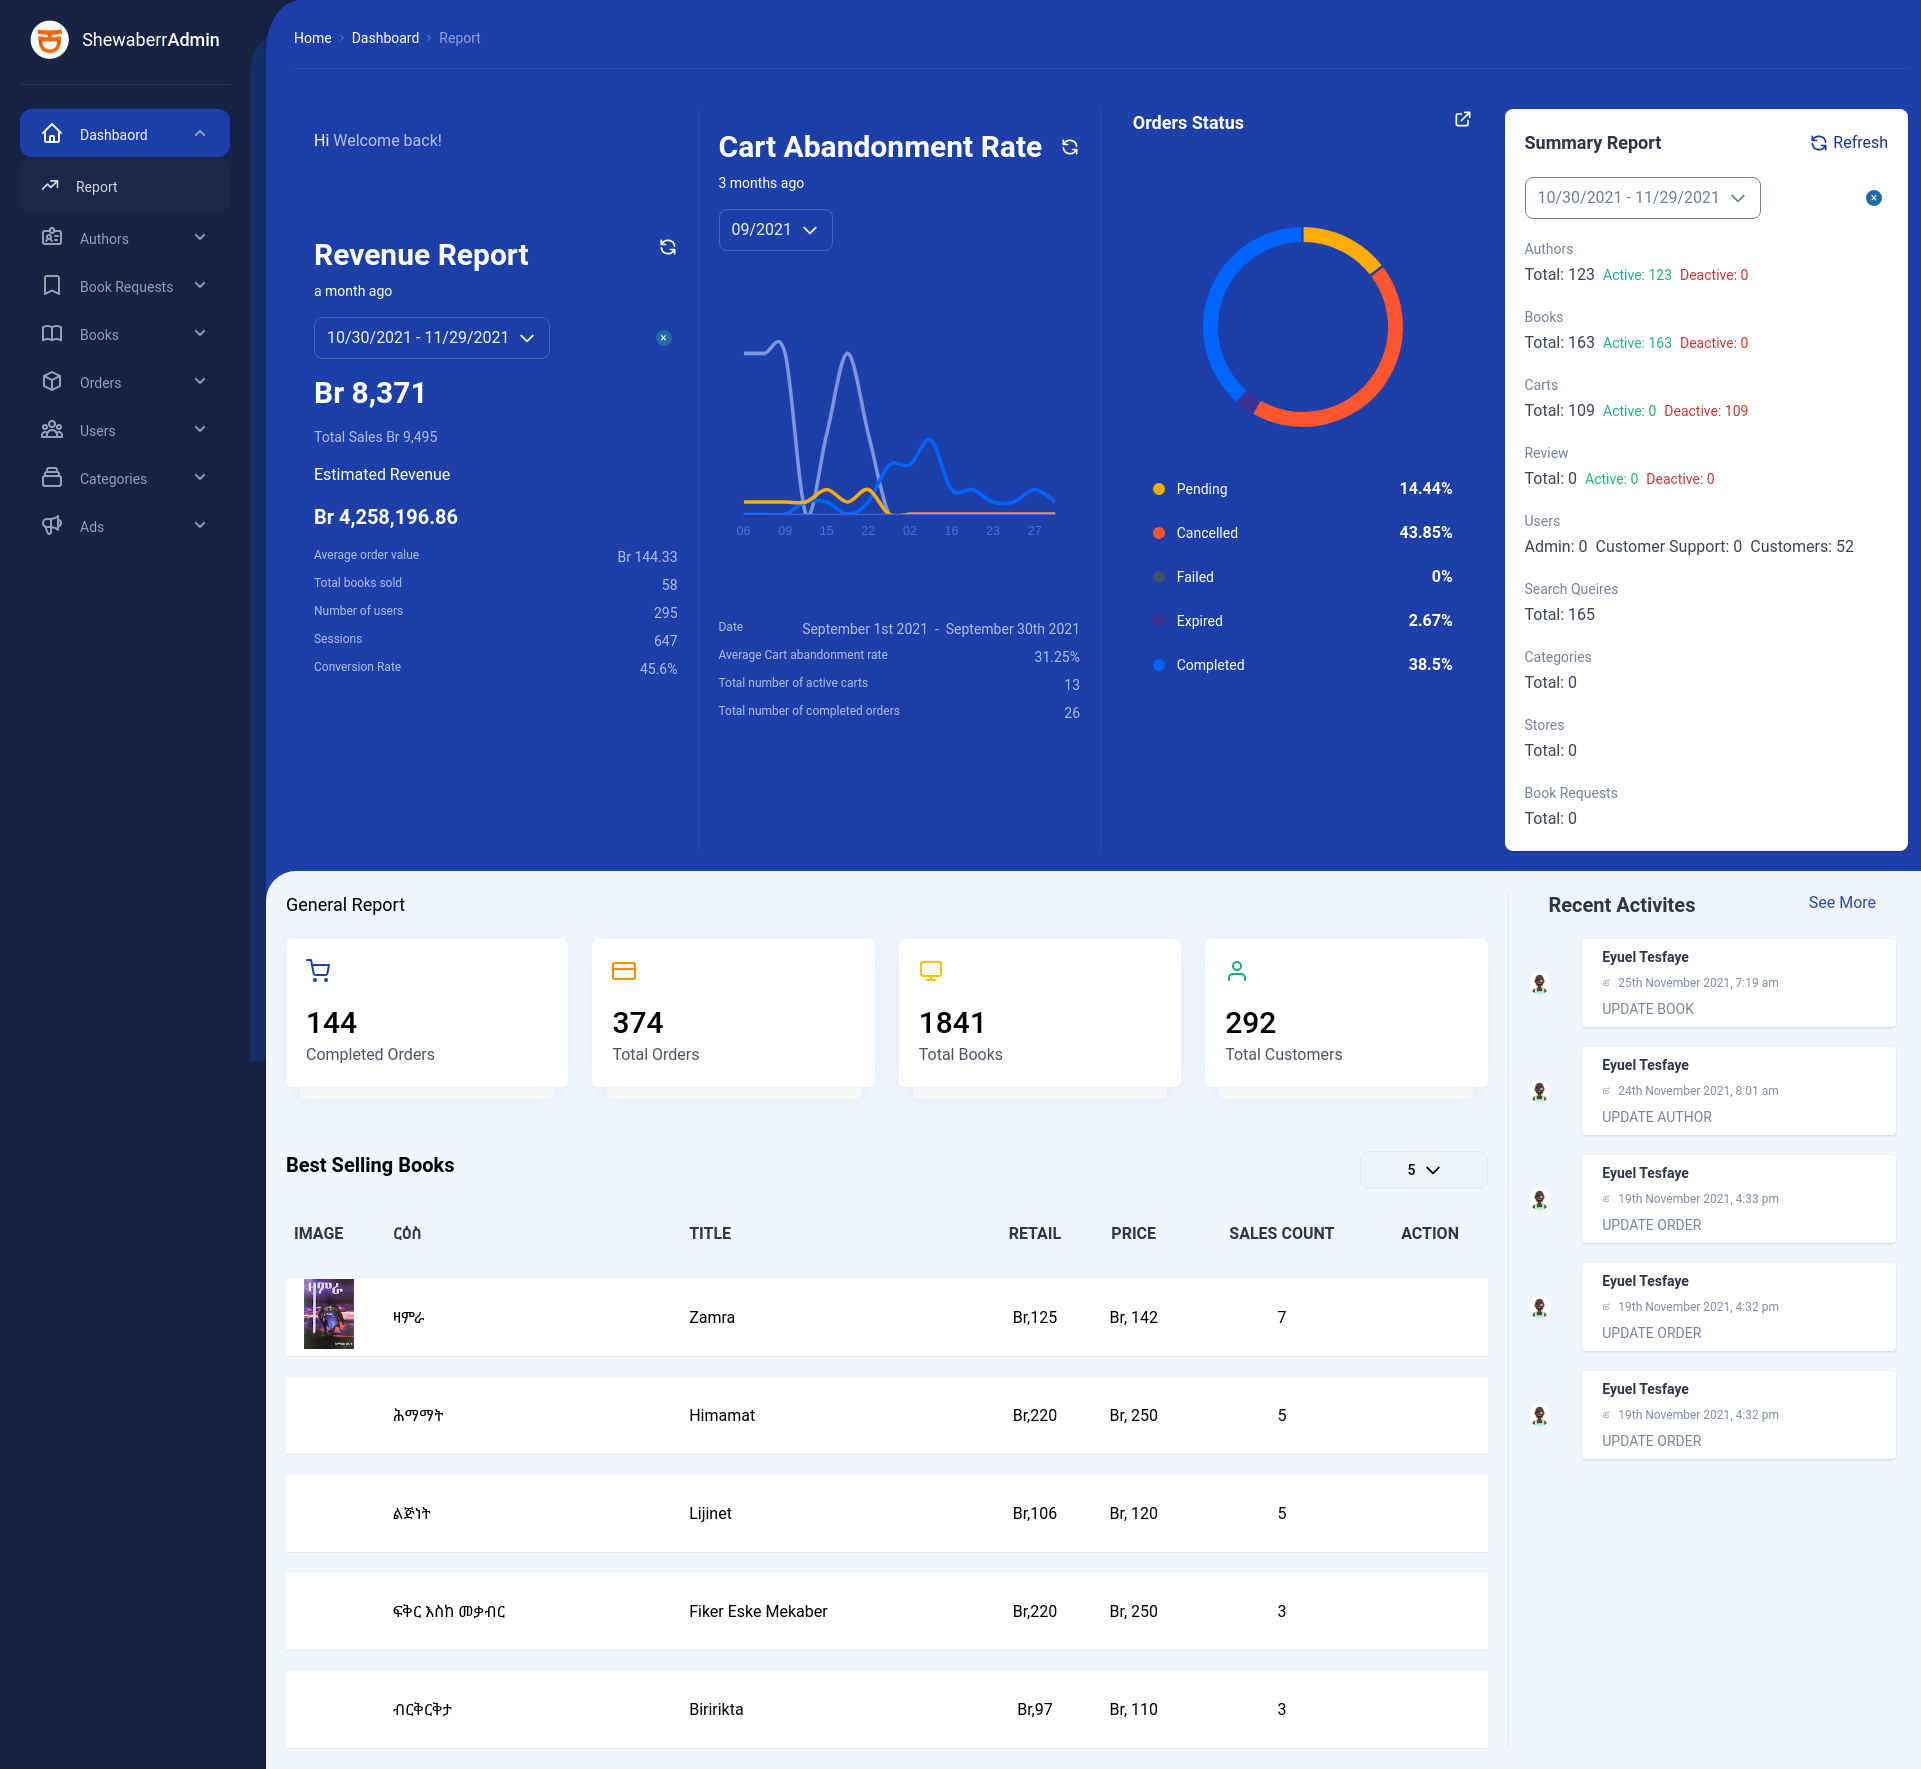 ShewaberrAdmin
Dashbaord
Report
Authors
Book Requests
Books
Orders
Users
Categories
Ads
Home › Dashboard › Report
Hi Welcome back!
Revenue Report
a month ago
10/30/2021 - 11/29/2021
Br 8,371
Total Sales Br 9,495
Estimated Revenue
Br 4,258,196.86
Average order value Br 144.33
Total books sold 58
Number of users 295
Sessions 647
Conversion Rate 45.6%
Cart Abandonment Rate
3 months ago
09/2021
06 09 15 22 02 16 23 27
Date September 1st 2021 - September 30th 2021
Average Cart abandonment rate 31.25%
Total number of active carts 13
Total number of completed orders 26
Orders Status
Pending 14.44%
Cancelled 43.85%
Failed 0%
Expired 2.67%
Completed 38.5%
Summary Report Refresh
10/30/2021 - 11/29/2021
Authors
Total: 123 Active: 123 Deactive: 0
Books
Total: 163 Active: 163 Deactive: 0
Carts
Total: 109 Active: 0 Deactive: 109
Review
Total: 0 Active: 0 Deactive: 0
Users
Admin: 0 Customer Support: 0 Customers: 52
Search Queires
Total: 165
Categories
Total: 0
Stores
Total: 0
Book Requests
Total: 0
General Report
144
Completed Orders
374
Total Orders
1841
Total Books
292
Total Customers
Best Selling Books 5
IMAGE ርዕስ TITLE RETAIL PRICE SALES COUNT ACTION
ዛምራ Zamra Br,125 Br, 142 7
ሕማማት Himamat Br,220 Br, 250 5
ልጅነት Lijinet Br,106 Br, 120 5
ፍቅር እስከ መቃብር Fiker Eske Mekaber Br,220 Br, 250 3
ብርቅርቅታ Biririkta Br,97 Br, 110 3
Recent Activites See More
Eyuel Tesfaye
25th November 2021, 7:19 am
UPDATE BOOK
Eyuel Tesfaye
24th November 2021, 8:01 am
UPDATE AUTHOR
Eyuel Tesfaye
19th November 2021, 4:33 pm
UPDATE ORDER
Eyuel Tesfaye
19th November 2021, 4:32 pm
UPDATE ORDER
Eyuel Tesfaye
19th November 2021, 4:32 pm
UPDATE ORDER